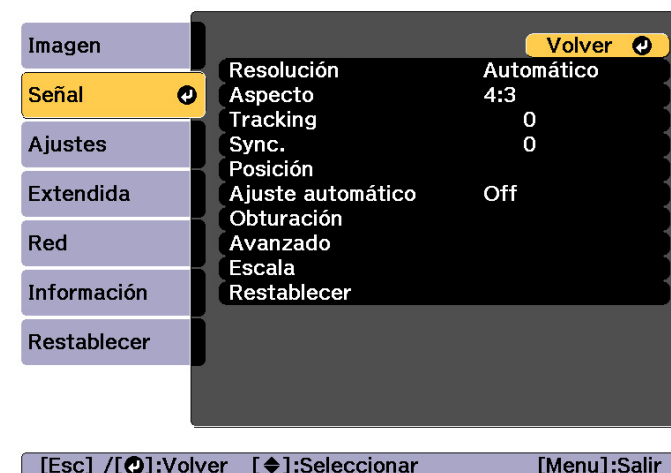 Imagen
Señal
Ajustes
Extendida
Red
Información
Restablecer
Volver
Resolución Automático
Aspecto 4:3
Tracking 0
Sync. 0
Posición
Ajuste automático Off
Obturación
Avanzado
Escala
Restablecer
[Esc] /[⏎]:Volver [◆]:Seleccionar [Menu]:Salir